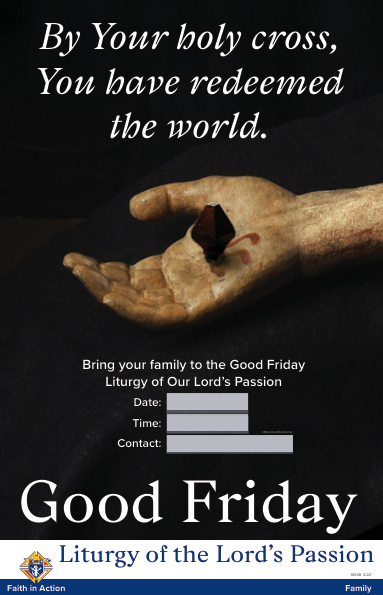 By Your holy cross,
You have redeemed
the world.
Bring your family to the Good Friday
Liturgy of Our Lord's Passion
Date:
Time:
Contact:
Good Friday
Liturgy of the Lord's Passion
Faith in Action
Family